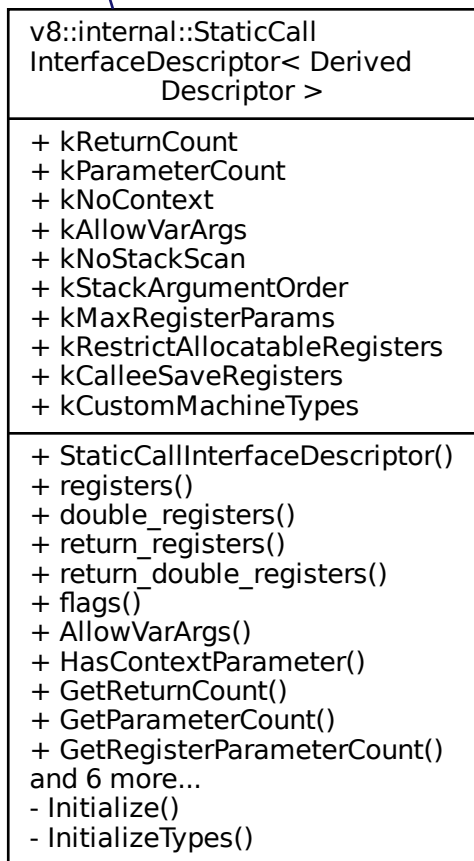 v8::internal::StaticCall
InterfaceDescriptor< Derived
Descriptor >
+ kReturnCount
+ kParameterCount
+ kNoContext
+ kAllowVarArgs
+ kNoStackScan
+ kStackArgumentOrder
+ kMaxRegisterParams
+ kRestrictAllocatableRegisters
+ kCalleeSaveRegisters
+ kCustomMachineTypes
+ StaticCallInterfaceDescriptor()
+ registers()
+ double_registers()
+ return_registers()
+ return_double_registers()
+ flags()
+ AllowVarArgs()
+ HasContextParameter()
+ GetReturnCount()
+ GetParameterCount()
+ GetRegisterParameterCount()
and 6 more...
- Initialize()
- InitializeTypes()